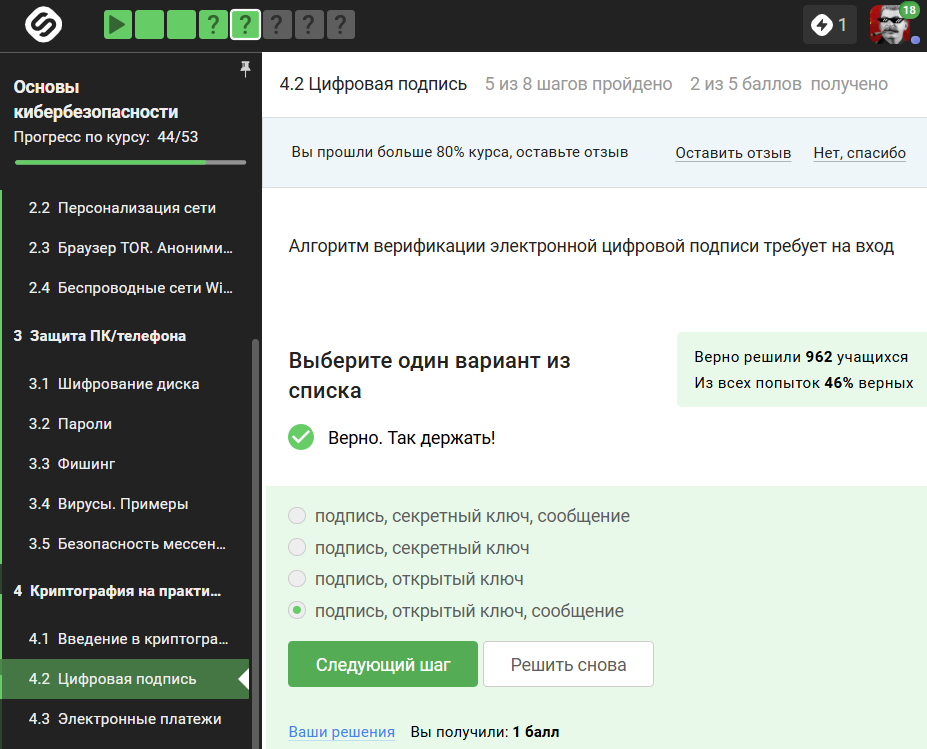 ? ? ? ? ?
1
18
Основы
кибербезопасности
Прогресс по курсу: 44/53
2.2 Персонализация сети
2.3 Браузер TOR. Аноними...
2.4 Беспроводные сети Wi...
3 Защита ПК/телефона
3.1 Шифрование диска
3.2 Пароли
3.3 Фишинг
3.4 Вирусы. Примеры
3.5 Безопасность мессен...
4 Криптография на практи...
4.1 Введение в криптогра...
4.2 Цифровая подпись
4.3 Электронные платежи
4.2 Цифровая подпись 5 из 8 шагов пройдено 2 из 5 баллов получено
Вы прошли больше 80% курса, оставьте отзыв Оставить отзыв Нет, спасибо
Алгоритм верификации электронной цифровой подписи требует на вход
Выберите один вариант из
списка
Верно решили 962 учащихся
Из всех попыток 46% верных
Верно. Так держать!
подпись, секретный ключ, сообщение
подпись, секретный ключ
подпись, открытый ключ
подпись, открытый ключ, сообщение
Следующий шаг Решить снова
Ваши решения Вы получили: 1 балл